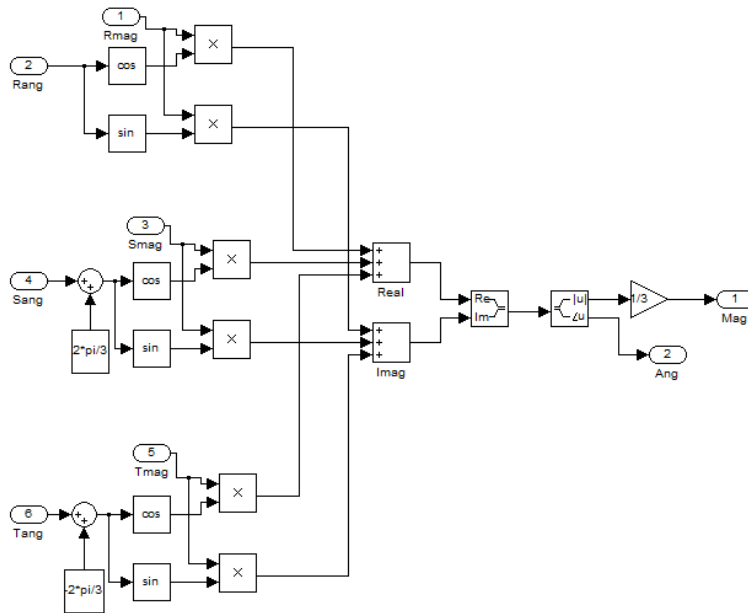 1
Rmag
×
2
cos
Rang
×
sin
3
Smag
×
4
+
+
cos
Sang
2*pi/3
sin
×
+
+
+
Real
+
+
+
Imag
Re
Im
|u|
∠u
1/3
1
Mag
2
Ang
5
Tmag
×
6
+
+
cos
Tang
-2*pi/3
sin
×